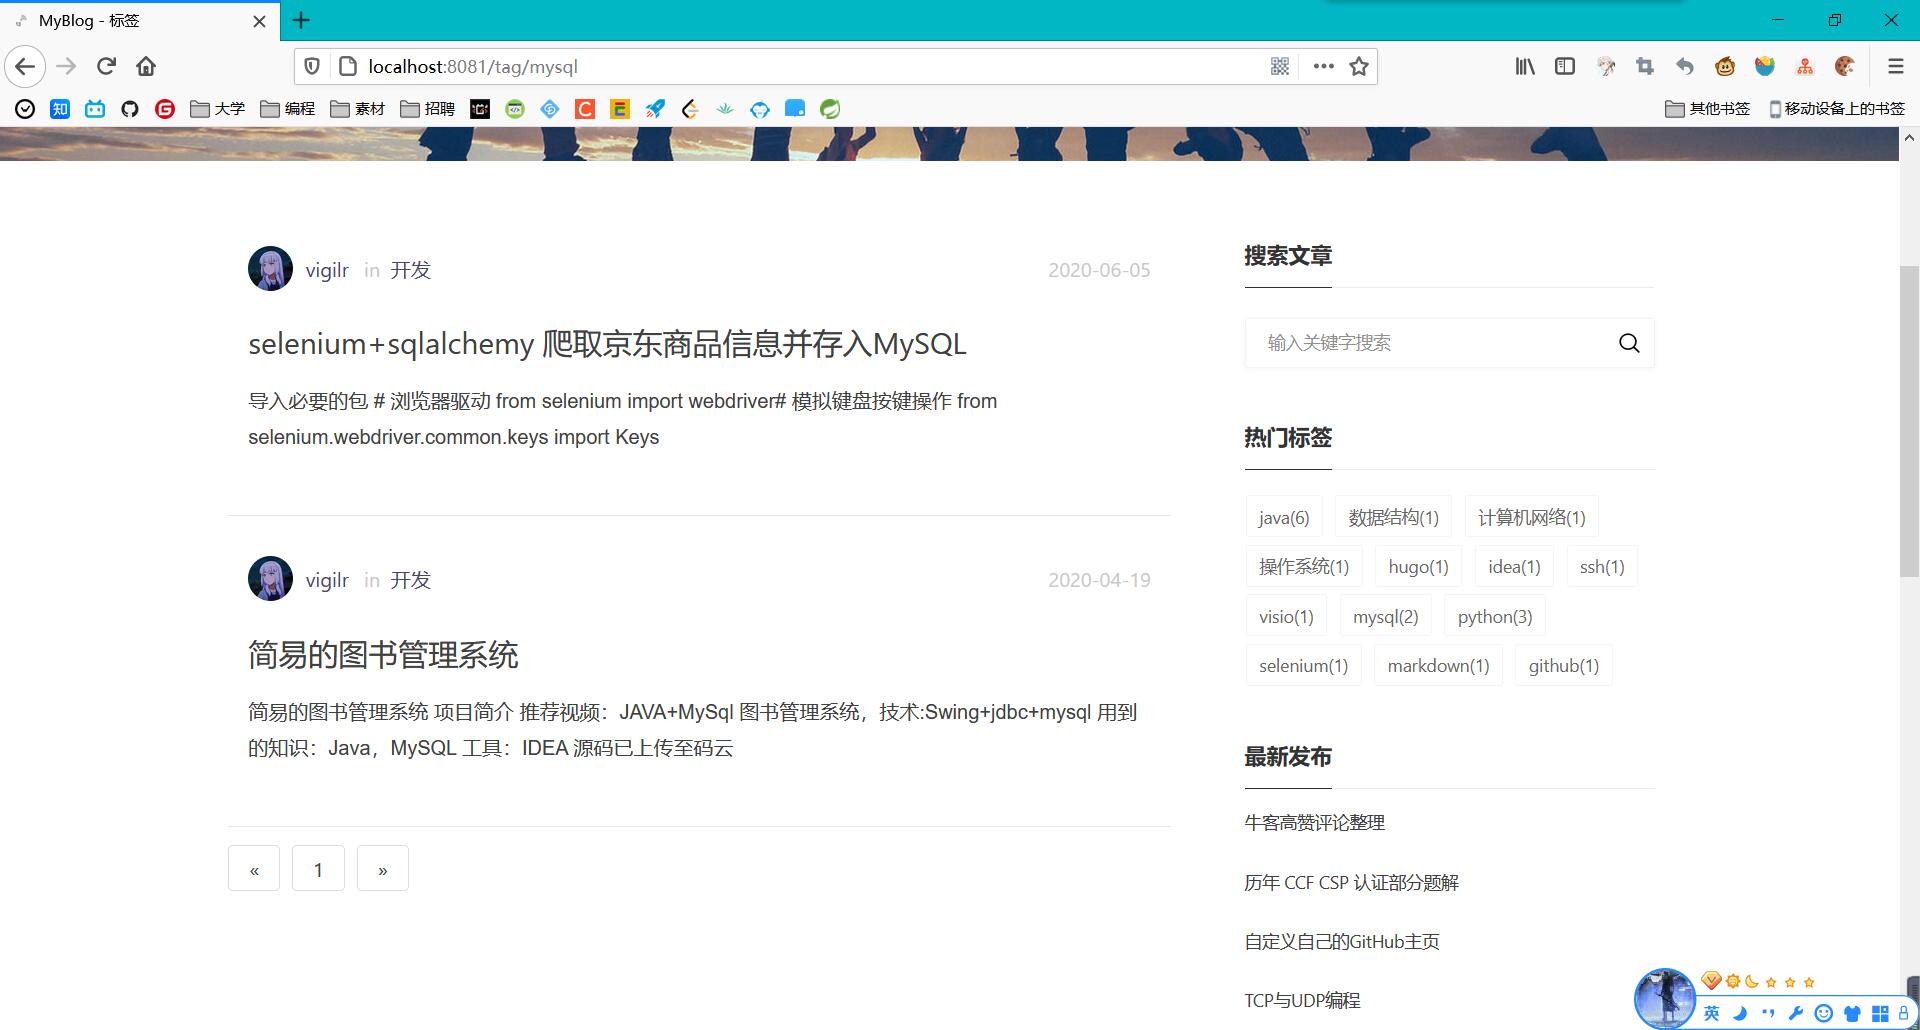 MyBlog - 标签
localhost:8081/tag/mysql
知
大学
编程
素材
招聘
其他书签
移动设备上的书签
vigilr in 开发
2020-06-05
selenium+sqlalchemy 爬取京东商品信息并存入MySQL
导入必要的包 # 浏览器驱动 from selenium import webdriver# 模拟键盘按键操作 from
selenium.webdriver.common.keys import Keys
vigilr in 开发
2020-04-19
简易的图书管理系统
简易的图书管理系统 项目简介 推荐视频：JAVA+MySql 图书管理系统，技术:Swing+jdbc+mysql 用到
的知识：Java，MySQL 工具：IDEA 源码已上传至码云
« 1 »
搜索文章
输入关键字搜索
热门标签
java(6) 数据结构(1) 计算机网络(1)
操作系统(1) hugo(1) idea(1) ssh(1)
visio(1) mysql(2) python(3)
selenium(1) markdown(1) github(1)
最新发布
牛客高赞评论整理
历年 CCF CSP 认证部分题解
自定义自己的GitHub主页
TCP与UDP编程
英